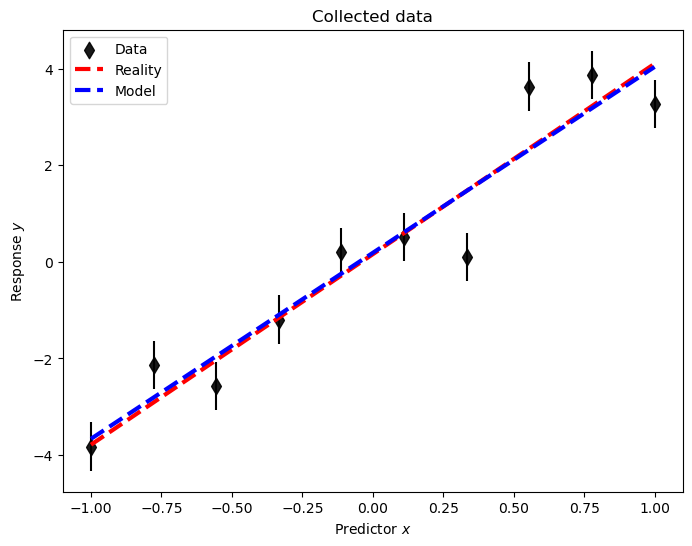 Collected data
Data
Reality
Model
Response y
4
2
0
−2
−4
−1.00 −0.75 −0.50 −0.25 0.00 0.25 0.50 0.75 1.00
Predictor x